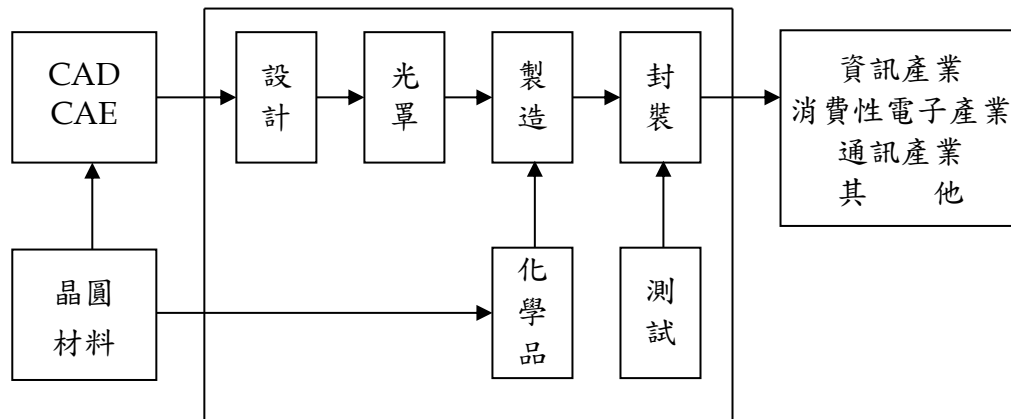 CAD
CAE
設計
光罩
製造
封裝
資訊產業
消費性電子產業
通訊產業
其 他
晶圓
材料
化學品
測試